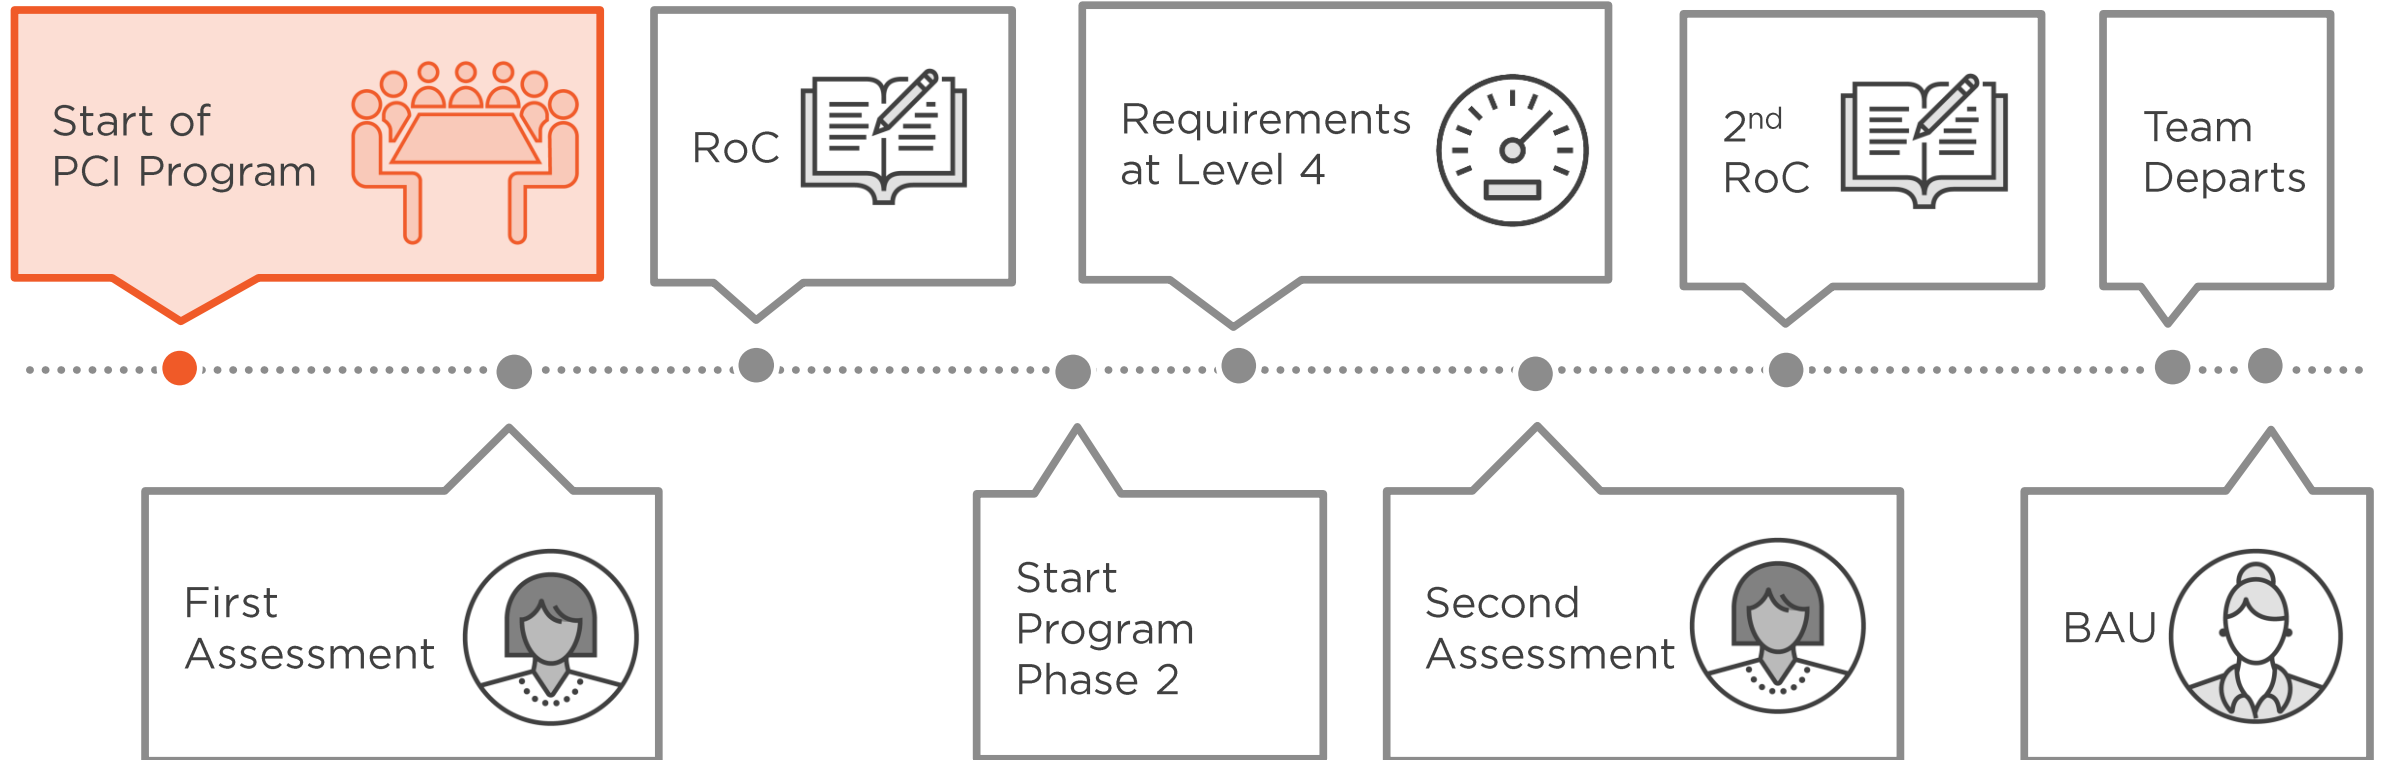 Start of
PCI Program
RoC
Requirements
at Level 4
2nd
RoC
Team
Departs
First
Assessment
Start
Program
Phase 2
Second
Assessment
BAU